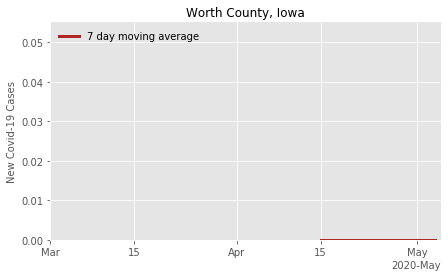 Worth County, Iowa
7 day moving average
New Covid-19 Cases
0.05
0.04
0.03
0.02
0.01
0.00
Mar 15 Apr 15 May
2020-May